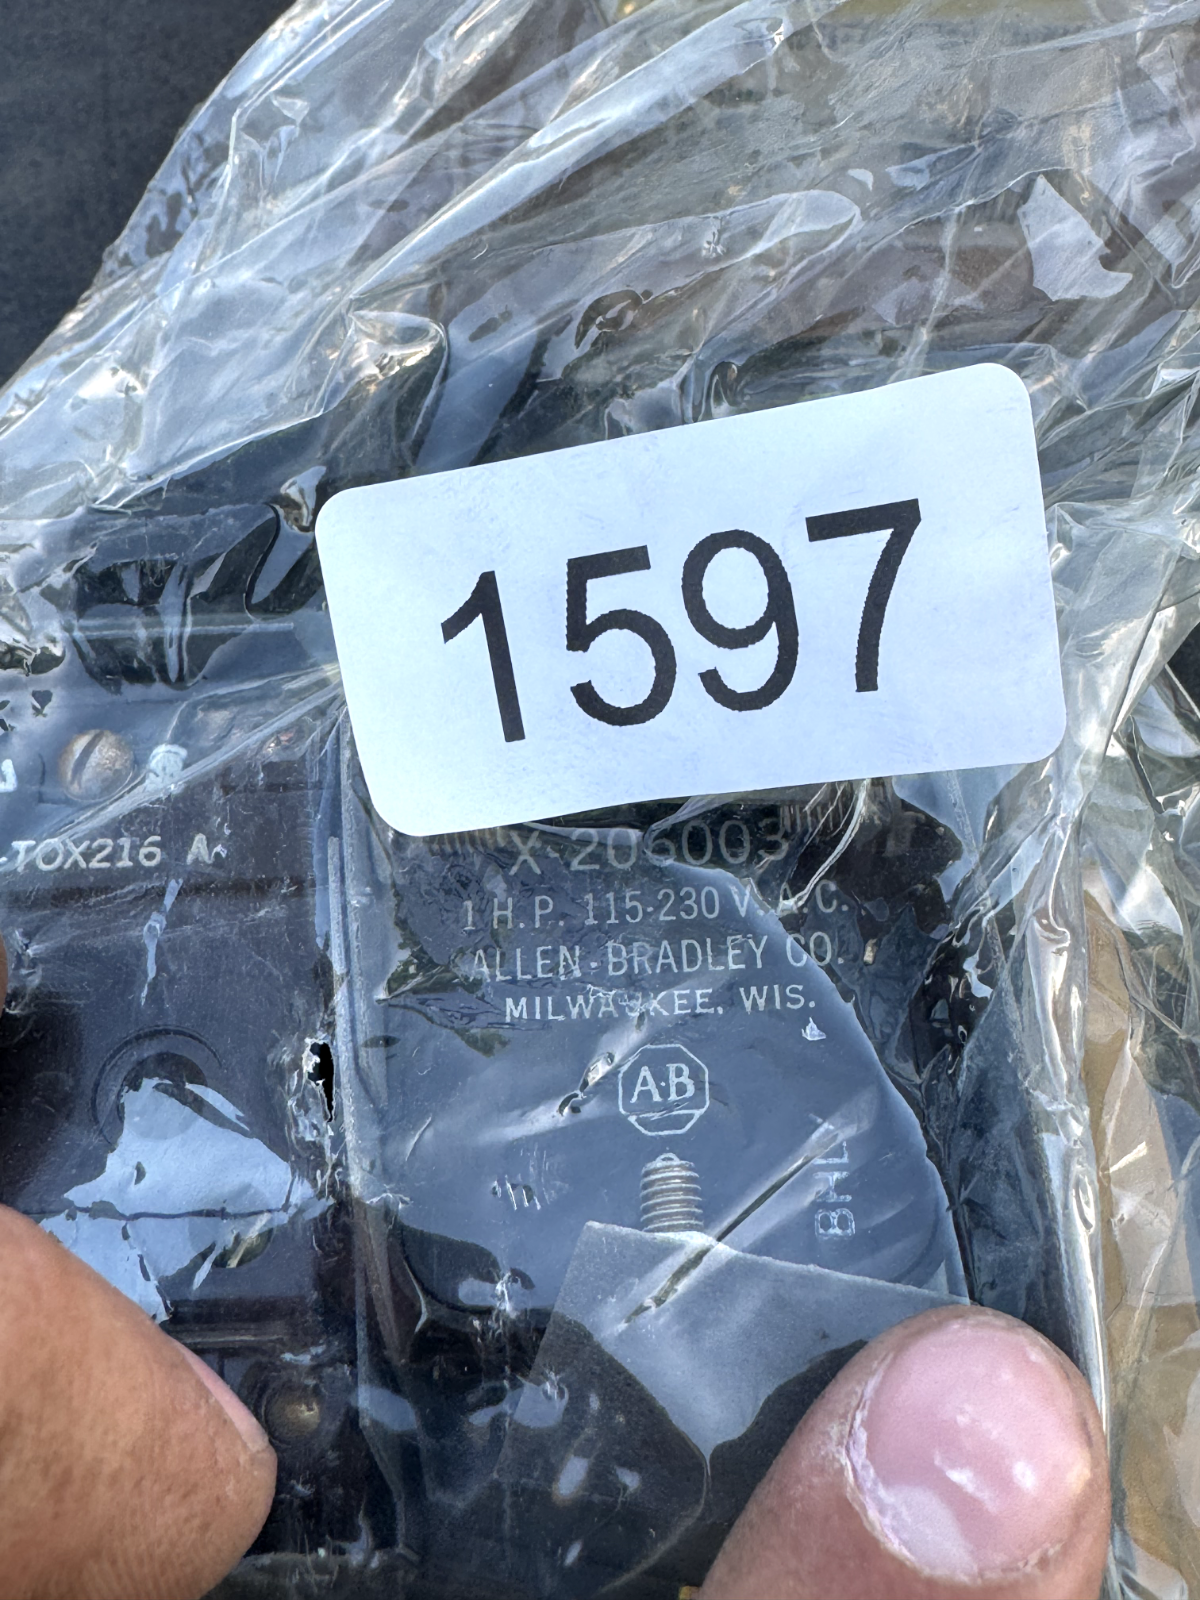 1597
-TOX216 A
X-206003
1 H.P. 115-230 V.A.C.
ALLEN-BRADLEY CO.
MILWAUKEE, WIS.
A-B